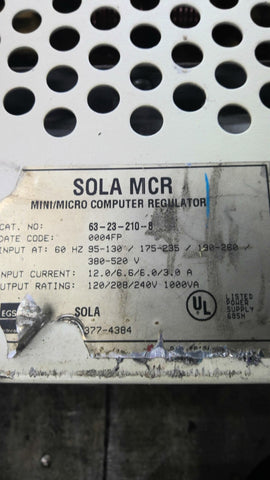 SOLA MCR
MINI/MICRO COMPUTER REGULATOR
CAT. NO: 63-23-210-8
DATE CODE: 0004FP
INPUT AT: 60 HZ 95-130 / 175-235 / 190-260 /
380-520 V
INPUT CURRENT: 12.0/6.6/6.0/3.0 A
OUTPUT RATING: 120/208/240V 1000VA
EGS SOLA
377-4384
UL
LISTED
POWER
SUPPLY
685H